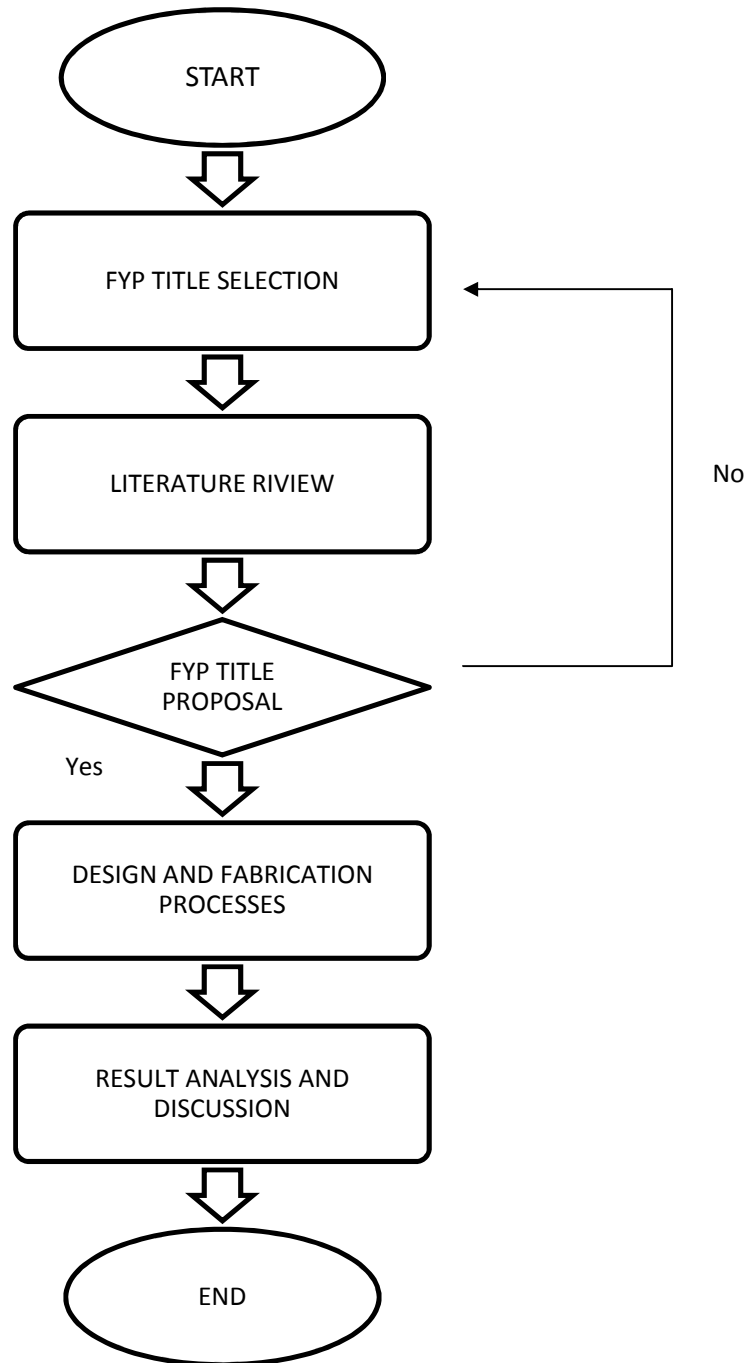 START
FYP TITLE SELECTION
LITERATURE RIVIEW
No
FYP TITLE
PROPOSAL
Yes
DESIGN AND FABRICATION
PROCESSES
RESULT ANALYSIS AND
DISCUSSION
END